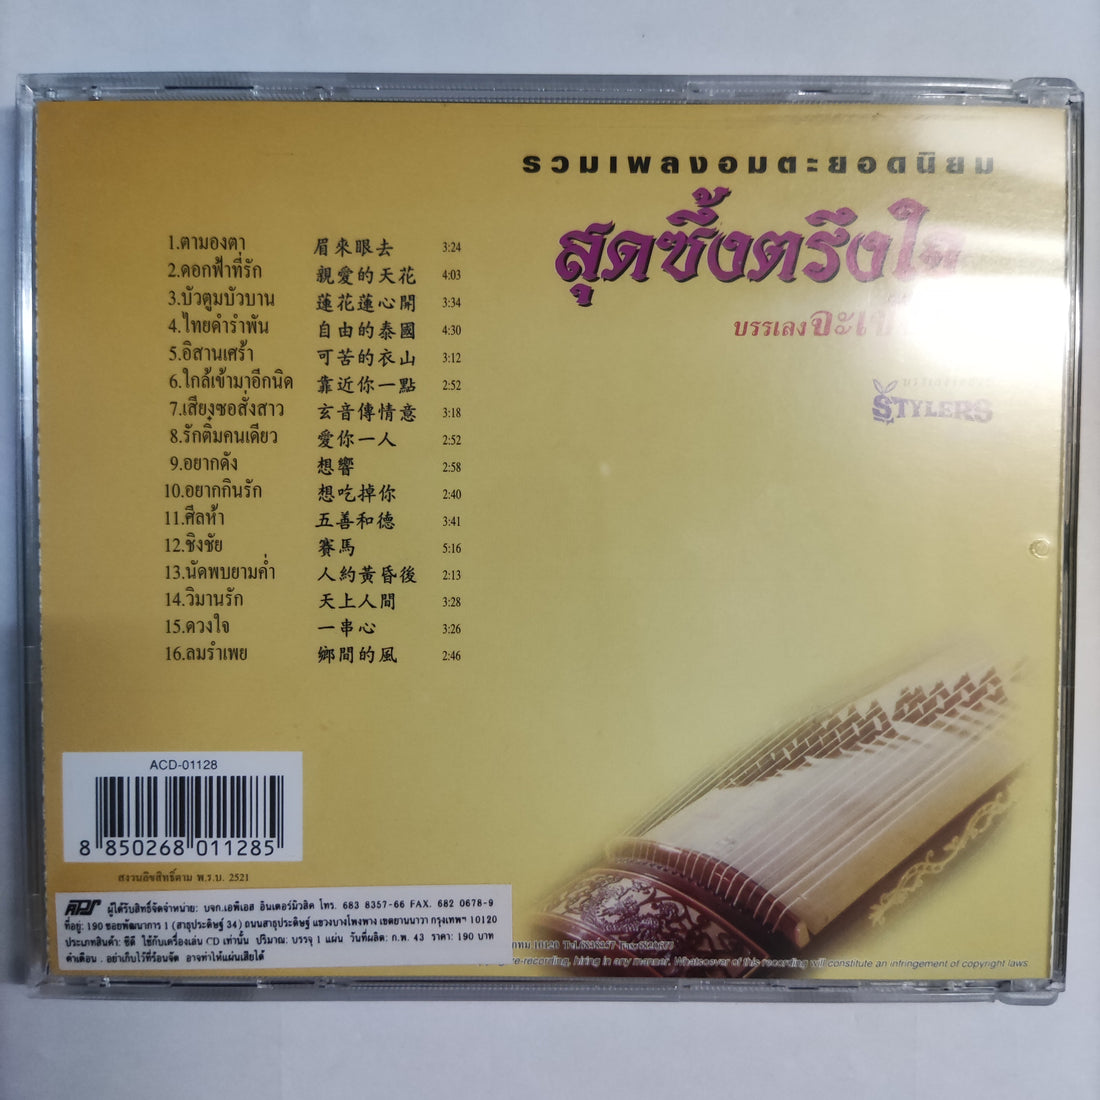 รวมเพลงอมตะยอดนิยม
สุดซึ้งตรึงใจ
บรรเลง
STYLERS
1.ตามองตา 眉來眼去 3:24
2.ดอกฟ้าที่รัก 親愛的天花 4:03
3.บัวตูมบัวบาน 蓮花蓮心開 3:34
4.ไทยดำรำพัน 自由的泰國 4:30
5.อิสานเศร้า 可苦的衣山 3:12
6.ใกล้เข้ามาอีกนิด 靠近你一點 2:52
7.เสียงซอสั่งสาว 玄音傳情意 3:18
8.รักติ๋มคนเดียว 愛你一人 2:52
9.อยากดัง 想響 2:58
10.อยากกินรัก 想吃掉你 2:40
11.ศีลห้า 五善和德 3:41
12.ชิงชัย 賽馬 5:16
13.นัดพบยามค่ำ 人約黃昏後 2:13
14.วิมานรัก 天上人間 3:28
15.ดวงใจ 一串心 3:26
16.ลมรำเพย 鄉間的風 2:46
ACD-01128
8 850268 011285
สงวนลิขสิทธิ์ตาม พ.ร.บ. 2521
APS ผู้ได้รับสิทธิ์จัดจำหน่าย: บจก.เอพีเอส อินเตอร์มิวสิค โทร. 683 8357-66 FAX. 682 0678-9
ที่อยู่: 190 ซอยพัฒนาการ 1 (สาธุประดิษฐ์ 34) ถนนสาธุประดิษฐ์ แขวงบางโพงพาง เขตยานนาวา กรุงเทพฯ 10120
ประเภทสินค้า: ซีดี ใช้กับเครื่องเล่น CD เท่านั้น ปริมาณ: บรรจุ 1 แผ่น วันที่ผลิต: ก.พ. 43 ราคา: 190 บาท
คำเตือน : อย่าเก็บไว้ที่ร้อนจัด อาจทำให้แผ่นเสียได้
10120
re-recording, hiring in any manner. Whatsoever of this recording will constitute an infringement of copyright laws.